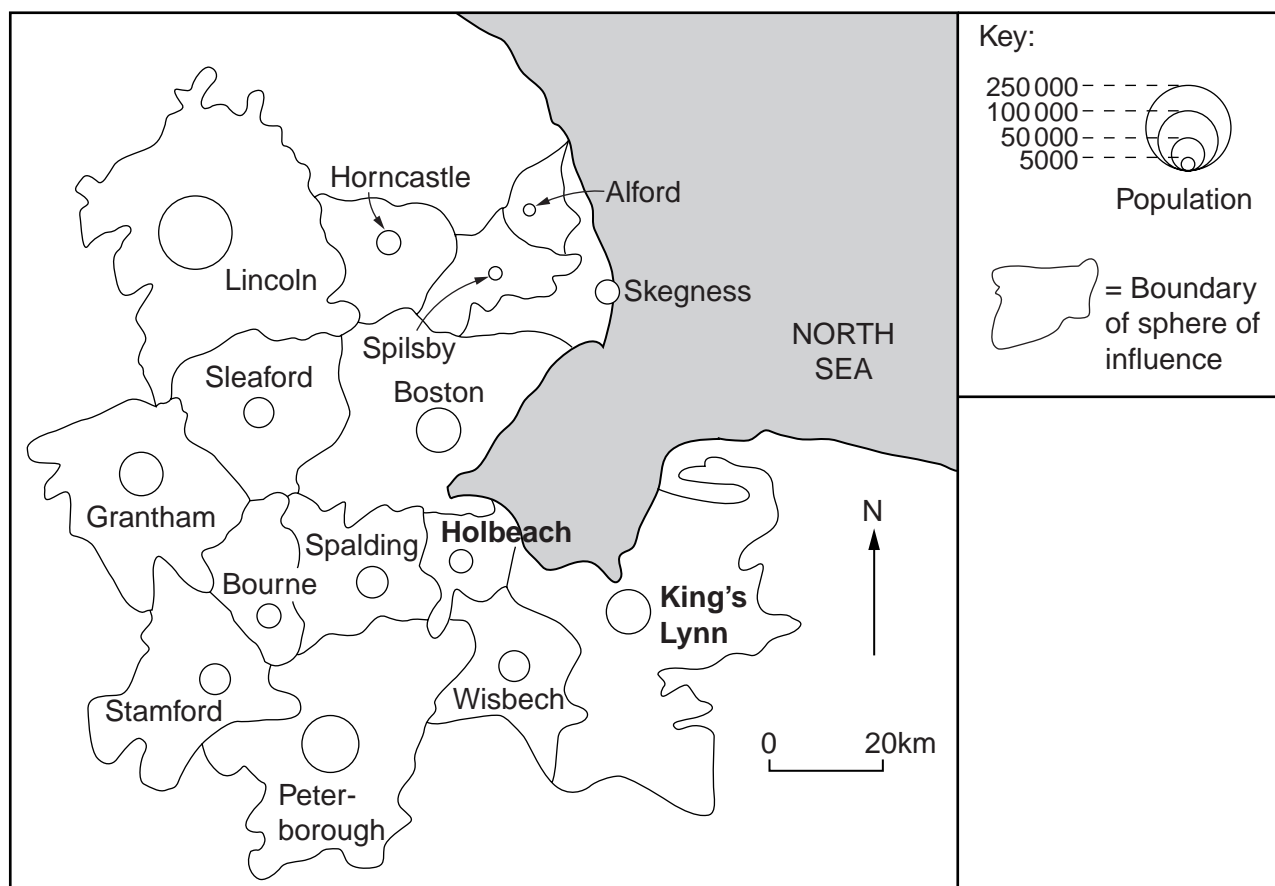 Key:
250 000
100 000
50 000
5000
Population
= Boundary
of sphere of
influence
Horncastle
Alford
Lincoln
Skegness
Spilsby
NORTH
SEA
Sleaford
Boston
Grantham
Holbeach
Spalding
Bourne
King's
Lynn
N
Stamford
Wisbech
0 20km
Peter-
borough